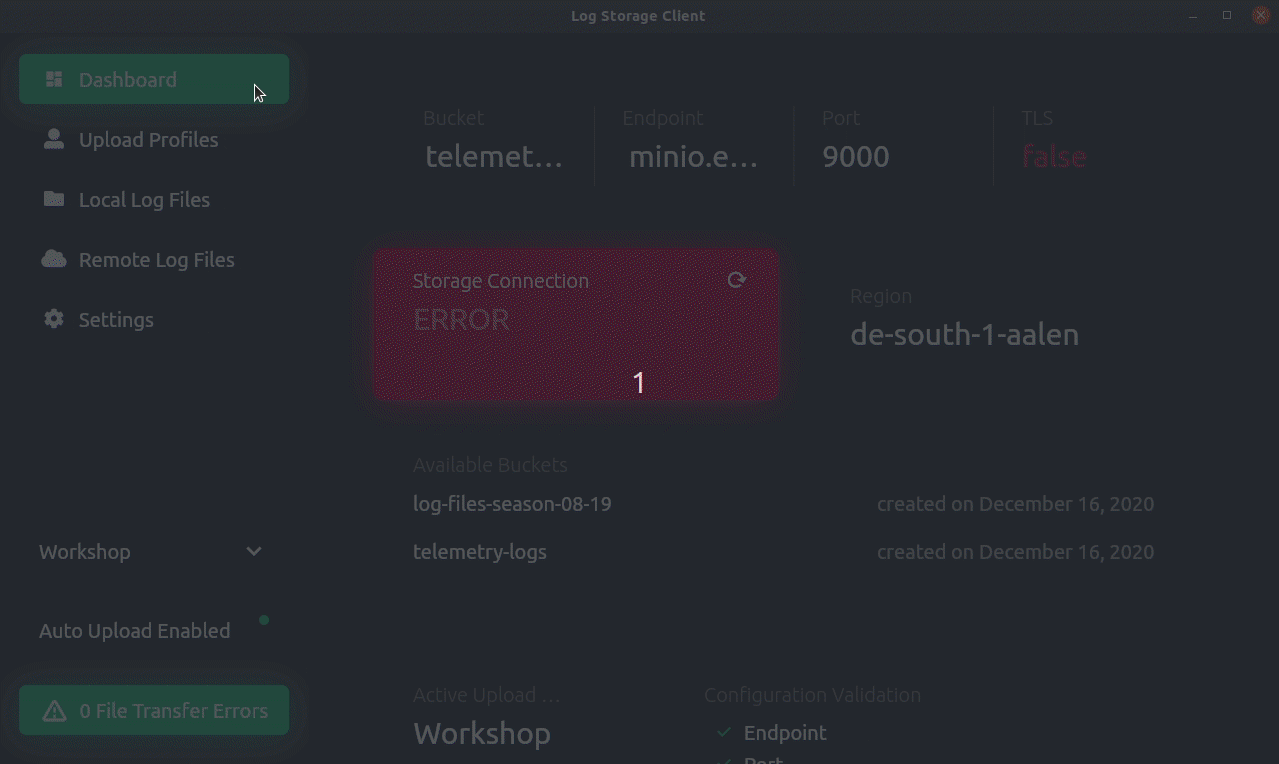 Log Storage Client
Dashboard
Upload Profiles
Local Log Files
Remote Log Files
Settings
Workshop
Auto Upload Enabled
0 File Transfer Errors
Bucket
telemet...
Endpoint
minio.e...
Port
9000
TLS
false
Storage Connection
ERROR
1
Region
de-south-1-aalen
Available Buckets
log-files-season-08-19 created on December 16, 2020
telemetry-logs created on December 16, 2020
Active Upload ...
Workshop
Configuration Validation
Endpoint
Port